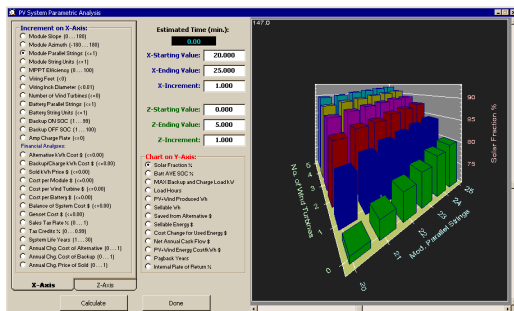 PV System Parametric Analysis
Increment on X-Axis:
Module Slope (0...180)
Module Azimuth (-180...180)
Module Parallel Strings (<=1)
Module String Units (<=1)
MPPT Efficiency (0...100)
Wiring Feet (<0)
Wiring Inch Diameter (<0.01)
Number of Wind Turbines (<=0)
Battery Parallel Strings (<=1)
Battery String Units (<=1)
Backup ON SOC (1...99)
Backup OFF SOC (1...100)
Amp Charge Rate (<=0)
Financial Analyses:
Alternative kWh Cost $ (<=0.00)
Backup/Charge kWh Cost $ (<=0.00)
Sold kWh Price $ (<=0.00)
Cost per Module $ (<=0.00)
Cost per Wind Turbine $ (<=0.00)
Cost per Battery $ (<=0.00)
Balance of System Cost $ (<=0.00)
Genset Cost $ (<=0.00)
Sales Tax Rate % (0...1)
Tax Credits % (0...0.99)
System Life Years (1...30)
Annual Chg. Cost of Alternative (0...1)
Annual Chg. Cost of Backup (0...1)
Annual Chg. Price of Sold (0...1)
X-Axis
Z-Axis
Calculate
Done
Estimated Time (min.):
0.00
X-Starting Value: 20.000
X-Ending Value: 25.000
X-Increment: 1.000
Z-Starting Value: 0.000
Z-Ending Value: 5.000
Z-Increment: 1.000
Chart on Y-Axis:
Solar Fraction %
Batt AVE SOC %
MAX Backup and Charge Load kW
Load Hours
PV+Wind Produced Wh
Sellable Wh
Saved from Alternative $
Sellable Energy $
Cost Change for Used Energy $
Net Annual Cash Flow $
PV+Wind Energy Cost/kWh $
Payback Years
Internal Rate of Return %
147.0
90
85
80
75
Solar Fraction %
5
4
3
2
1
0
No. of Wind Turbines
20
21
22
24
25
Mod. Parallel Strings